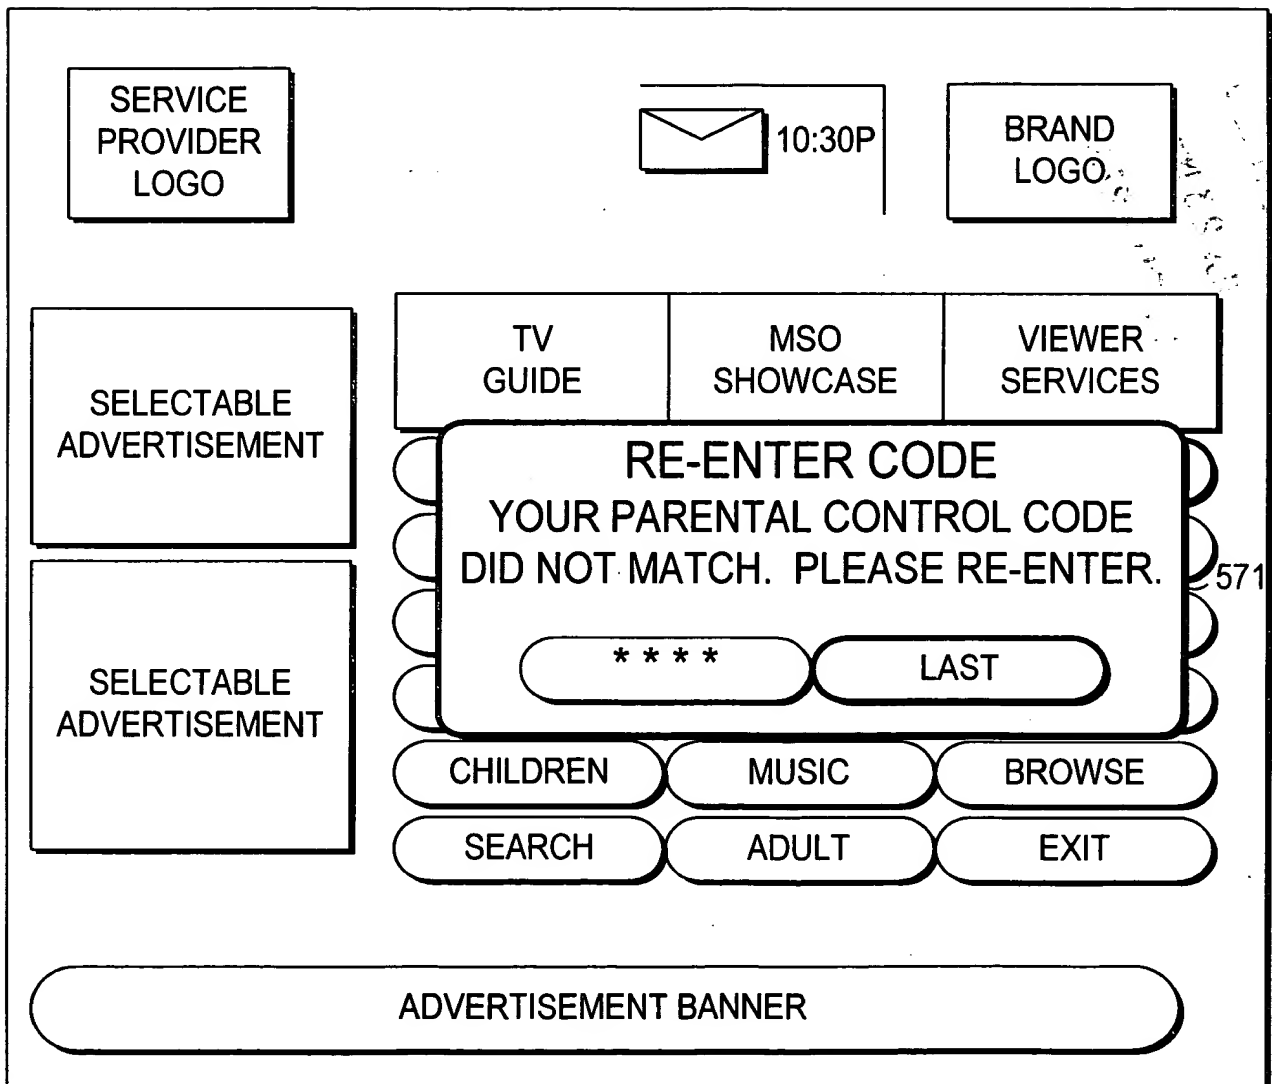 SERVICE
PROVIDER
LOGO
10:30P
BRAND
LOGO
SELECTABLE
ADVERTISEMENT
SELECTABLE
ADVERTISEMENT
TV
GUIDE
MSO
SHOWCASE
VIEWER
SERVICES
RE-ENTER CODE
YOUR PARENTAL CONTROL CODE
DID NOT MATCH. PLEASE RE-ENTER.
571
* * * *
LAST
CHILDREN
MUSIC
BROWSE
SEARCH
ADULT
EXIT
ADVERTISEMENT BANNER